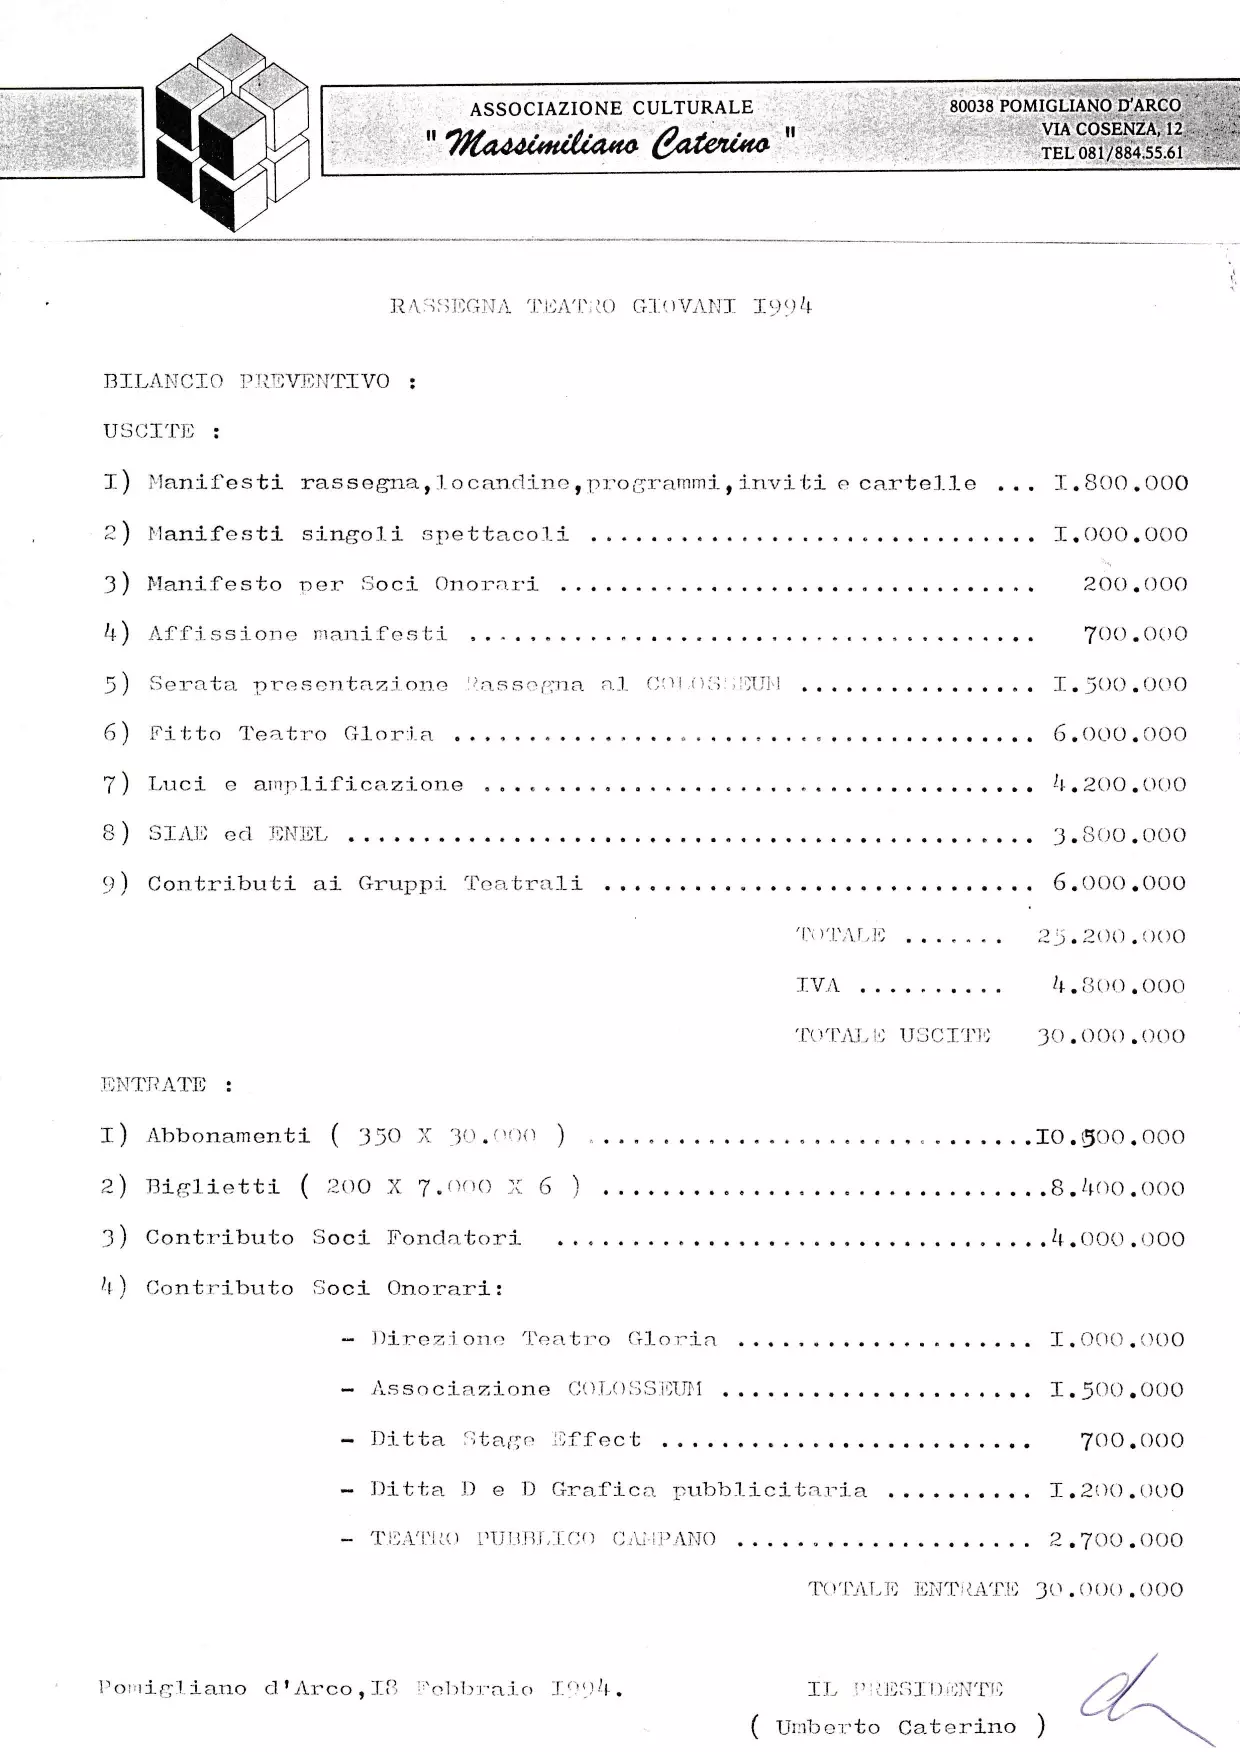 ASSOCIAZIONE CULTURALE
" Massimiliano Caterino "
80038 POMIGLIANO D'ARCO
VIA COSENZA, 12
TEL 081/884.55.61
RASSEGNA TEATRO GIOVANI I994
BILANCIO PREVENTIVO :
USCITE :
I) Manifesti rassegna,locandine,programmi,inviti e cartelle ... I.800.000
2) Manifesti singoli spettacoli .............................. I.000.000
3) Manifesto per Soci Onorari ................................ 200.000
4) Affissione manifesti ...................................... 700.000
5) Serata presentazione Rassegna al COLOSSEUM ................ I.500.000
6) Fitto Teatro Gloria ....................................... 6.000.000
7) Luci e amplificazione ..................................... 4.200.000
8) SIAE ed ENEL .............................................. 3.800.000
9) Contributi ai Gruppi Teatrali ............................. 6.000.000
TOTALE ....... 25.200.000
IVA .......... 4.800.000
TOTALE USCITE 30.000.000
ENTRATE :
I) Abbonamenti ( 350 X 30.000 ) ..............................IO.500.000
2) Biglietti ( 200 X 7.000 X 6 ) ..............................8.400.000
3) Contributo Soci Fondatori .................................4.000.000
4) Contributo Soci Onorari:
- Direzione Teatro Gloria .................... I.000.000
- Associazione COLOSSEUM ..................... I.500.000
- Ditta Stage Effect ......................... 700.000
- Ditta D e D Grafica pubblicitaria .......... I.200.000
- TEATRO PUBBLICO CAMPANO .................... 2.700.000
TOTALE ENTRATE 30.000.000
Pomigliano d'Arco,I8 Febbraio I994.
IL PRESIDENTE
( Umberto Caterino )